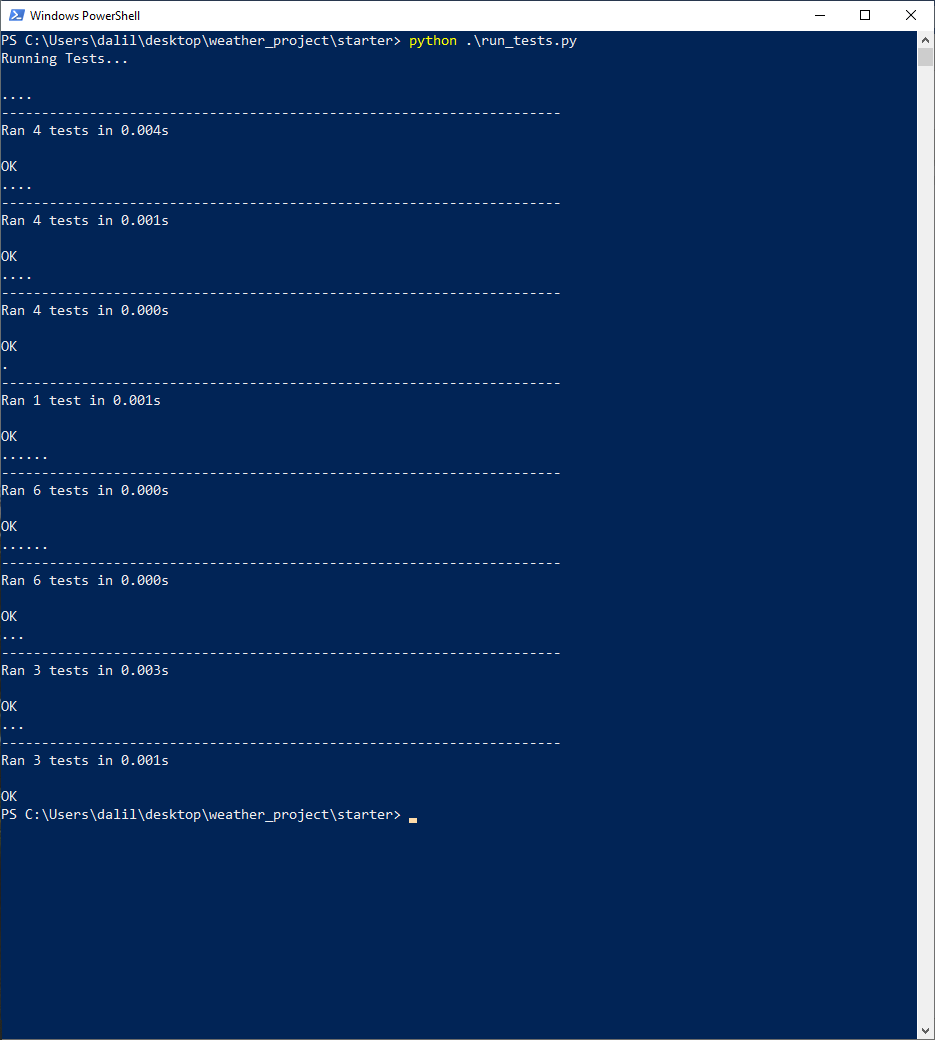 Windows PowerShell
PS C:\Users\dalil\desktop\weather_project\starter> python .\run_tests.py
Running Tests...
....
----------------------------------------------------------------------
Ran 4 tests in 0.004s
OK
....
----------------------------------------------------------------------
Ran 4 tests in 0.001s
OK
....
----------------------------------------------------------------------
Ran 4 tests in 0.000s
OK
.
----------------------------------------------------------------------
Ran 1 test in 0.001s
OK
......
----------------------------------------------------------------------
Ran 6 tests in 0.000s
OK
......
----------------------------------------------------------------------
Ran 6 tests in 0.000s
OK
...
----------------------------------------------------------------------
Ran 3 tests in 0.003s
OK
...
----------------------------------------------------------------------
Ran 3 tests in 0.001s
OK
PS C:\Users\dalil\desktop\weather_project\starter>